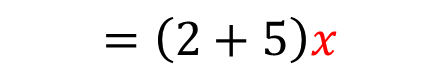 = (2 + 5)x